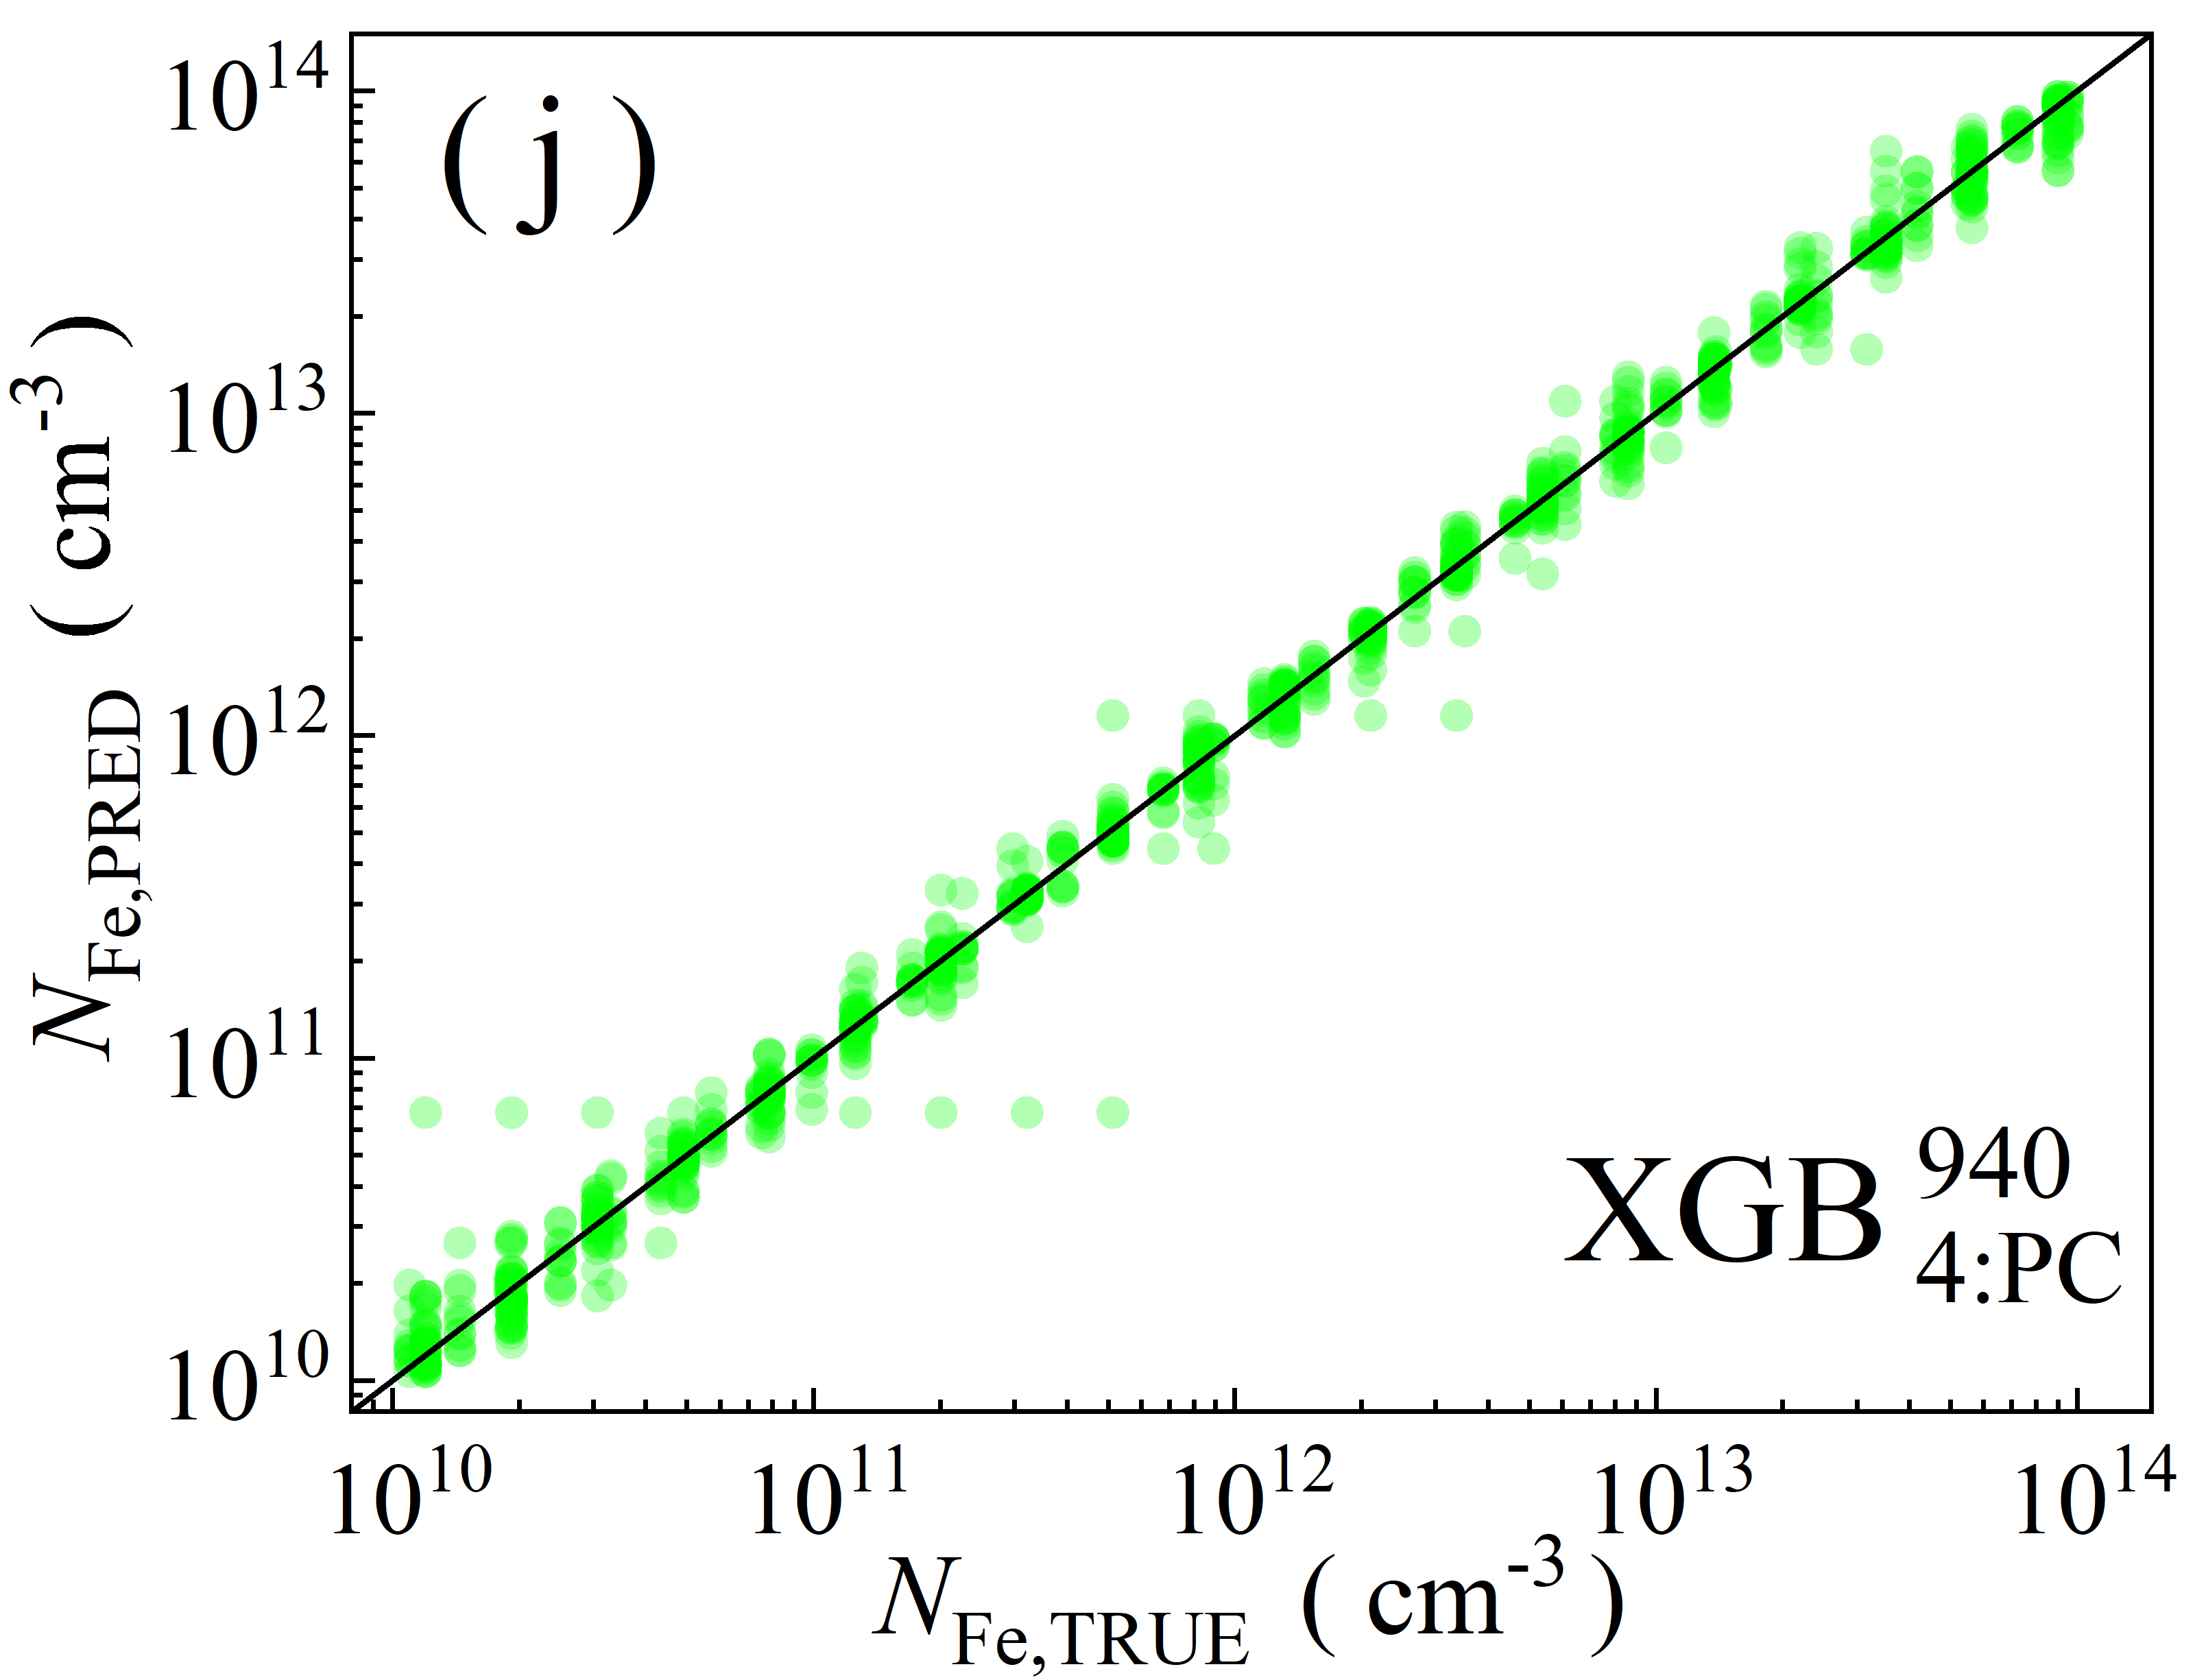 ( j )
10^14
10^13
10^12
10^11
10^10
N_Fe,PRED ( cm^-3 )
XGB 940 4:PC
10^10 10^11 10^12 10^13 10^14
N_Fe,TRUE ( cm^-3 )